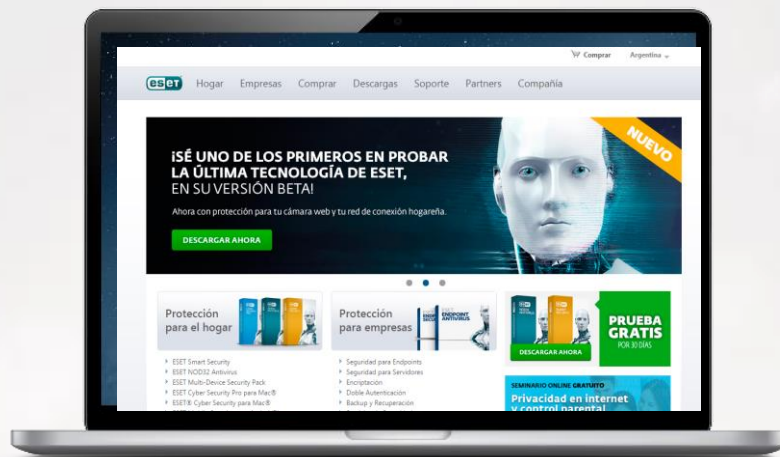 Comprar Argentina
eset Hogar Empresas Comprar Descargas Soporte Partners Compañía
¡SÉ UNO DE LOS PRIMEROS EN PROBAR
LA ÚLTIMA TECNOLOGÍA DE ESET,
EN SU VERSIÓN BETA!
NUEVO
Ahora con protección para tu cámara web y tu red de conexión hogareña.
DESCARGAR AHORA
Protección
para el hogar
ESET Smart Security
ESET NOD32 Antivirus
ESET Multi-Device Security Pack
ESET Cyber Security Pro para Mac®
ESET® Cyber Security para Mac®
Protección
para empresas
ENDPOINT
ANTIVIRUS
Seguridad para Endpoints
Seguridad para Servidores
Encriptación
Doble Autenticación
Backup y Recuperación
DESCARGAR AHORA
PRUEBA
GRATIS
POR 30 DÍAS
SEMINARIO ONLINE GRATUITO
Privacidad en internet
y control parental